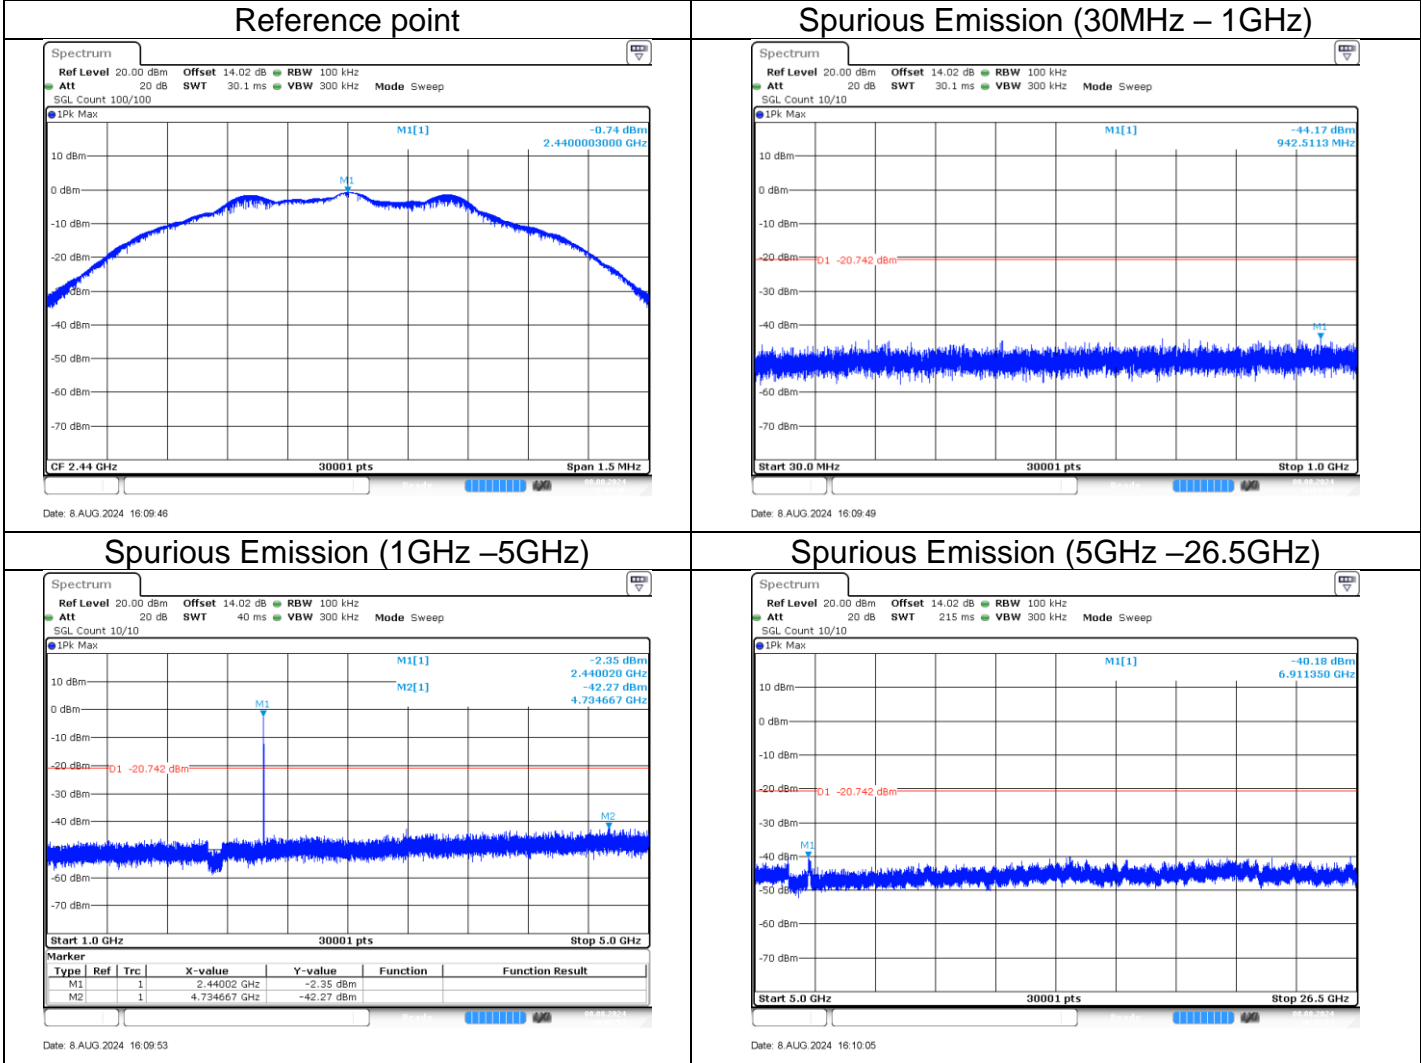 Reference point
Spectrum
Ref Level 20.00 dBm Offset 14.02 dB RBW 100 kHz
Att 20 dB SWT 30.1 ms VBW 300 kHz Mode Sweep
SGL Count 100/100
1Pk Max
M1[1] -0.74 dBm
2.4400003000 GHz
M1
10 dBm
0 dBm
-10 dBm
-20 dBm
dBm
-40 dBm
-50 dBm
-60 dBm
-70 dBm
CF 2.44 GHz 30001 pts Span 1.5 MHz
Date: 8.AUG.2024 16:09:46
Spurious Emission (30MHz – 1GHz)
Spectrum
Ref Level 20.00 dBm Offset 14.02 dB RBW 100 kHz
Att 20 dB SWT 30.1 ms VBW 300 kHz Mode Sweep
SGL Count 10/10
1Pk Max
M1[1] -44.17 dBm
942.5113 MHz
10 dBm
0 dBm
-10 dBm
-20 dBm
D1 -20.742 dBm
-30 dBm
-40 dBm
M1
-50 dBm
-60 dBm
-70 dBm
Start 30.0 MHz 30001 pts Stop 1.0 GHz
Date: 8.AUG.2024 16:09:49
Spurious Emission (1GHz –5GHz)
Spectrum
Ref Level 20.00 dBm Offset 14.02 dB RBW 100 kHz
Att 20 dB SWT 40 ms VBW 300 kHz Mode Sweep
SGL Count 10/10
1Pk Max
M1[1] -2.35 dBm
2.440020 GHz
M2[1] -42.27 dBm
4.734667 GHz
10 dBm
M1
0 dBm
-10 dBm
-20 dBm
D1 -20.742 dBm
-30 dBm
-40 dBm
M2
-60 dBm
-70 dBm
Start 1.0 GHz 30001 pts Stop 5.0 GHz
Marker
Type Ref Trc X-value Y-value Function Function Result
M1 1 2.44002 GHz -2.35 dBm
M2 1 4.734667 GHz -42.27 dBm
Date: 8.AUG.2024 16:09:53
Spurious Emission (5GHz –26.5GHz)
Spectrum
Ref Level 20.00 dBm Offset 14.02 dB RBW 100 kHz
Att 20 dB SWT 215 ms VBW 300 kHz Mode Sweep
SGL Count 10/10
1Pk Max
M1[1] -40.18 dBm
6.911350 GHz
10 dBm
0 dBm
-10 dBm
-20 dBm
D1 -20.742 dBm
-30 dBm
M1
-40 dBm
-50 dBm
-60 dBm
-70 dBm
Start 5.0 GHz 30001 pts Stop 26.5 GHz
Date: 8.AUG.2024 16:10:05